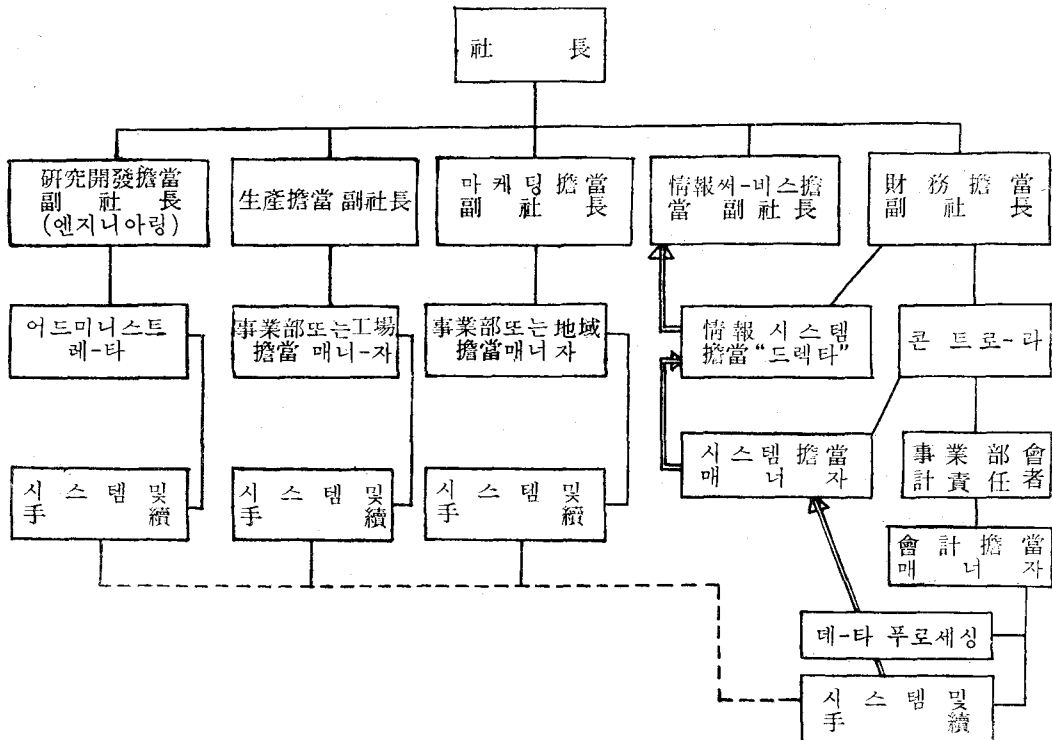 社 長
研究開發擔當
副 社 長
(엔지니아링)
生產擔當 副社長
마 케 팅 擔當
副 社 長
情報써-비스擔
當 副 社 長
財 務 擔 當
副 社 長
어드미니스트
레-타
事業部또는工場
擔當 매니-자
事業部또는地域
擔當매너자
情 報 시 스 템
擔當“드렉타”
콘 트 로-라
시 스 템 擔 當
매 너 자
事 業 部 會
計 責 任 者
시 스 템 및
手 續
시 스 템 및
手 續
시 스 템 및
手 續
會 計 擔 當
매 너 자
데-타 푸로세싱
시 스 템 및
手 續